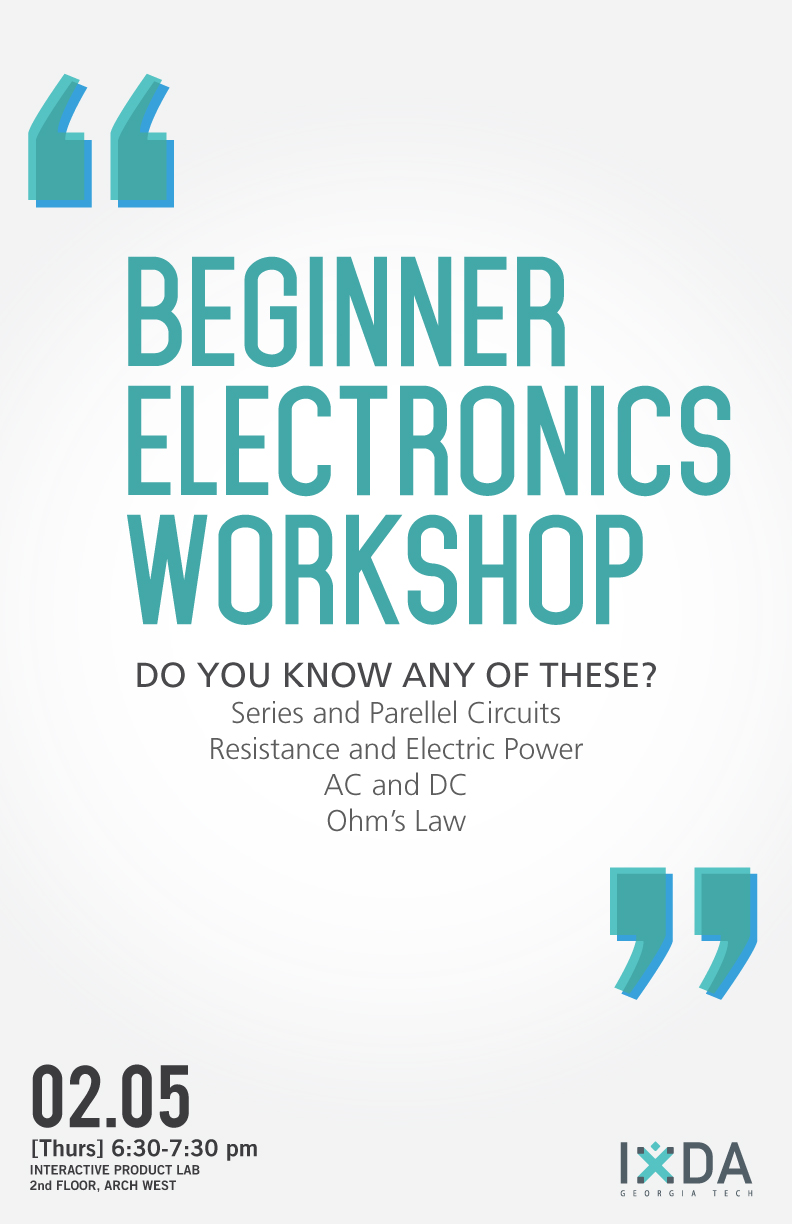 BEGINNER
ELECTRONICS
WORKSHOP
DO YOU KNOW ANY OF THESE?
Series and Parellel Circuits
Resistance and Electric Power
AC and DC
Ohm's Law
02.05
[Thurs] 6:30-7:30 pm
INTERACTIVE PRODUCT LAB
2nd FLOOR, ARCH WEST
IXDA
GEORGIA TECH